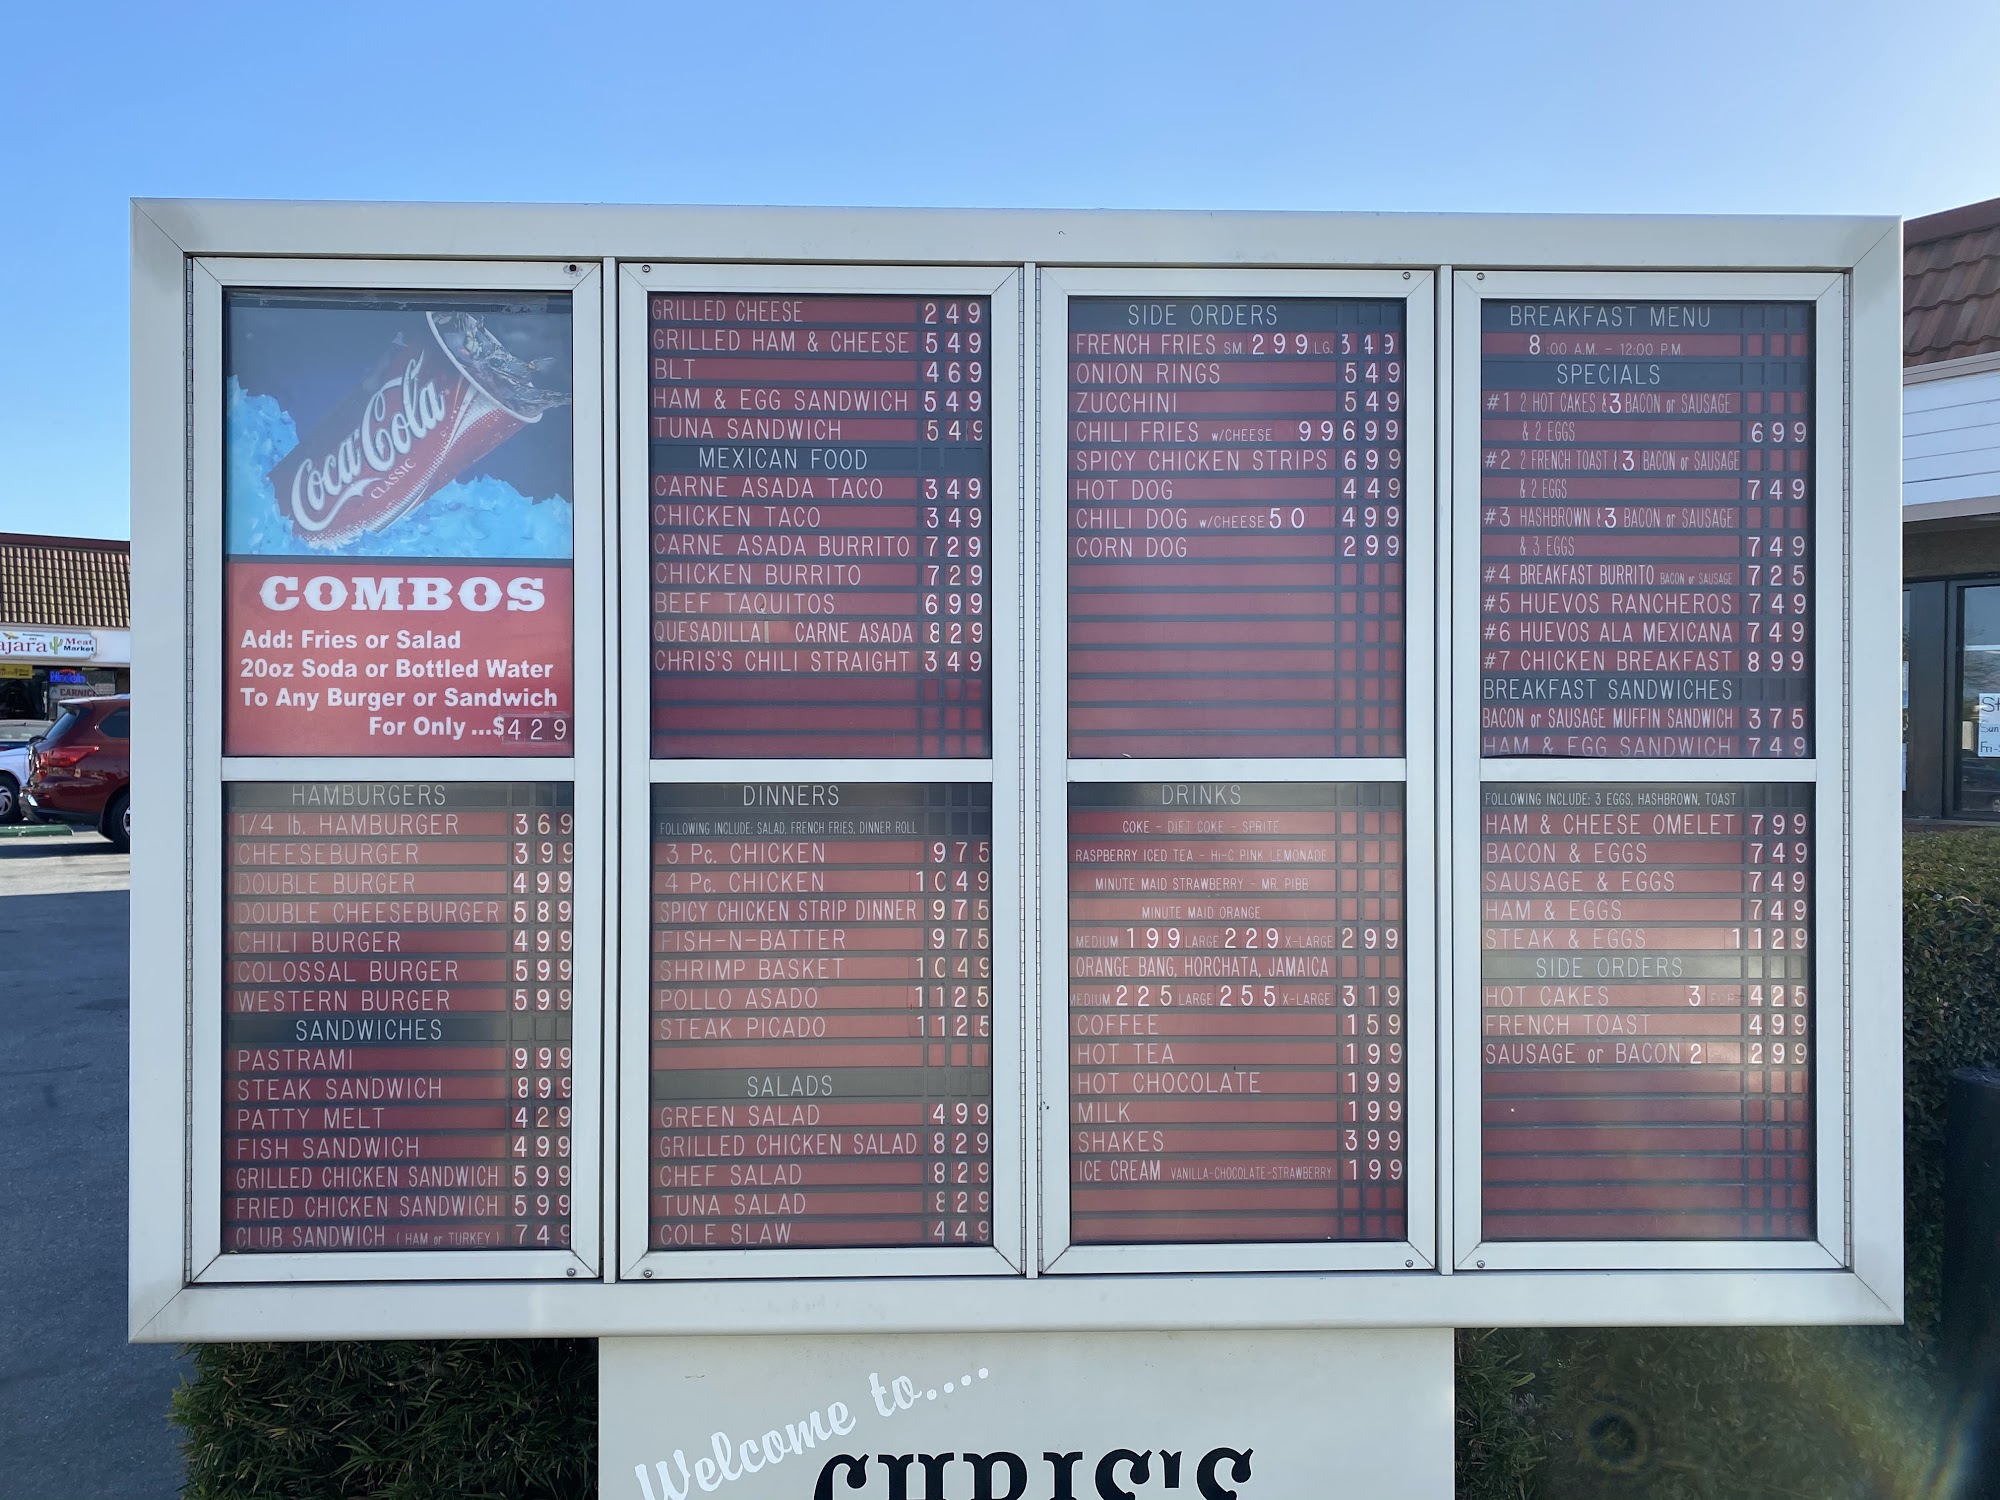 Coca-Cola
CLASSIC
COMBOS
Add: Fries or Salad
20oz Soda or Bottled Water
To Any Burger or Sandwich
For Only ...$429
HAMBURGERS
1/4 lb. HAMBURGER 369
CHEESEBURGER 399
DOUBLE BURGER 499
DOUBLE CHEESEBURGER 589
CHILI BURGER 499
COLOSSAL BURGER 599
WESTERN BURGER 599
SANDWICHES
PASTRAMI 999
STEAK SANDWICH 899
PATTY MELT 429
FISH SANDWICH 499
GRILLED CHICKEN SANDWICH 599
FRIED CHICKEN SANDWICH 599
CLUB SANDWICH (HAM or TURKEY) 749
GRILLED CHEESE 249
GRILLED HAM & CHEESE 549
BLT 469
HAM & EGG SANDWICH 549
TUNA SANDWICH 549
MEXICAN FOOD
CARNE ASADA TACO 349
CHICKEN TACO 349
CARNE ASADA BURRITO 729
CHICKEN BURRITO 729
BEEF TAQUITOS 699
QUESADILLA CARNE ASADA 829
CHRIS'S CHILI STRAIGHT 349
DINNERS
FOLLOWING INCLUDE: SALAD, FRENCH FRIES, DINNER ROLL
3 Pc. CHICKEN 975
4 Pc. CHICKEN 1049
SPICY CHICKEN STRIP DINNER 975
FISH-N-BATTER 975
SHRIMP BASKET 1049
POLLO ASADO 1125
STEAK PICADO 1125
SALADS
GREEN SALAD 499
GRILLED CHICKEN SALAD 829
CHEF SALAD 829
TUNA SALAD 829
COLE SLAW 449
SIDE ORDERS
FRENCH FRIES SM. 299 LG. 349
ONION RINGS 549
ZUCCHINI 549
CHILI FRIES W/CHEESE 99699
SPICY CHICKEN STRIPS 699
HOT DOG 449
CHILI DOG W/CHEESE 50 499
CORN DOG 299
DRINKS
COKE - DIET COKE - SPRITE
RASPBERRY ICED TEA - Hi-C PINK LEMONADE
MINUTE MAID STRAWBERRY - MR. PIBB
MINUTE MAID ORANGE
MEDIUM 199 LARGE 229 X-LARGE 299
ORANGE BANG, HORCHATA, JAMAICA
MEDIUM 225 LARGE 255 X-LARGE 319
COFFEE 159
HOT TEA 199
HOT CHOCOLATE 199
MILK 199
SHAKES 399
ICE CREAM VANILLA-CHOCOLATE-STRAWBERRY 199
BREAKFAST MENU
8:00 A.M. - 12:00 P.M.
SPECIALS
#1 2 HOT CAKES & 3 BACON or SAUSAGE
& 2 EGGS 699
#2 2 FRENCH TOAST & 3 BACON or SAUSAGE
& 2 EGGS 749
#3 HASHBROWN & 3 BACON or SAUSAGE
& 3 EGGS 749
#4 BREAKFAST BURRITO BACON or SAUSAGE 725
#5 HUEVOS RANCHEROS 749
#6 HUEVOS ALA MEXICANA 749
#7 CHICKEN BREAKFAST 899
BREAKFAST SANDWICHES
BACON or SAUSAGE MUFFIN SANDWICH 375
HAM & EGG SANDWICH 749
FOLLOWING INCLUDE: 3 EGGS, HASHBROWN, TOAST
HAM & CHEESE OMELET 799
BACON & EGGS 749
SAUSAGE & EGGS 749
HAM & EGGS 749
STEAK & EGGS 1129
SIDE ORDERS
HOT CAKES 3 FOR 425
FRENCH TOAST 499
SAUSAGE or BACON 2 299
Welcome to....
CHRIS'S
ajara Meat
Market